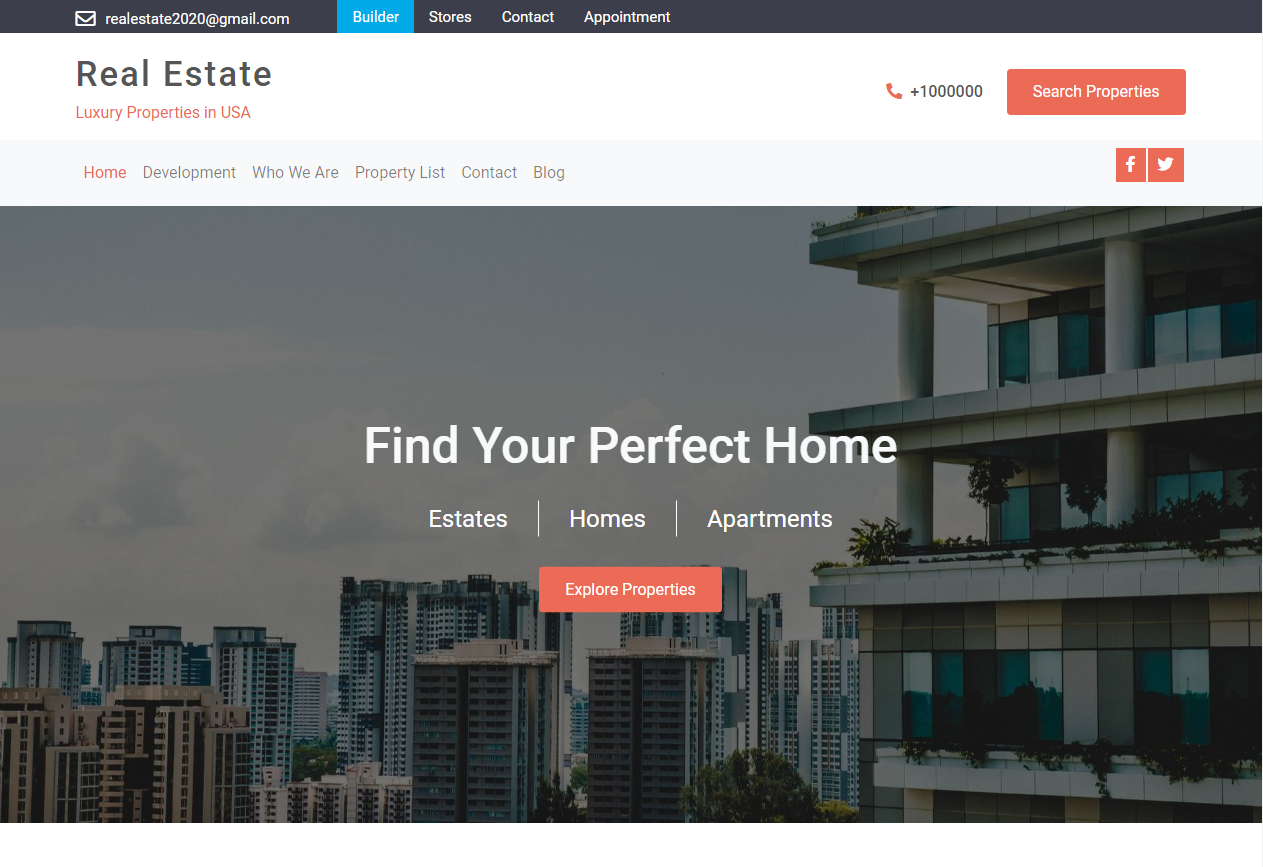 realestate2020@gmail.com Builder Stores Contact Appointment
Real Estate
Luxury Properties in USA
+1000000 Search Properties
Home Development Who We Are Property List Contact Blog
Find Your Perfect Home
Estates Homes Apartments
Explore Properties